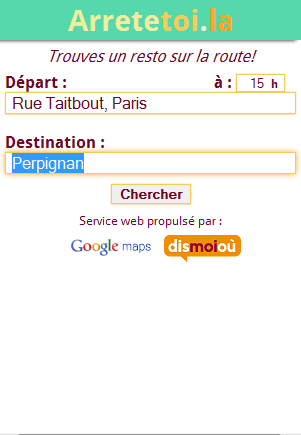 Arretetoi.la
Trouves un resto sur la route!
Départ : à : 15 h
Rue Taitbout, Paris
Destination :
Perpignan
Chercher
Service web propulsé par :
Google maps dismoioù